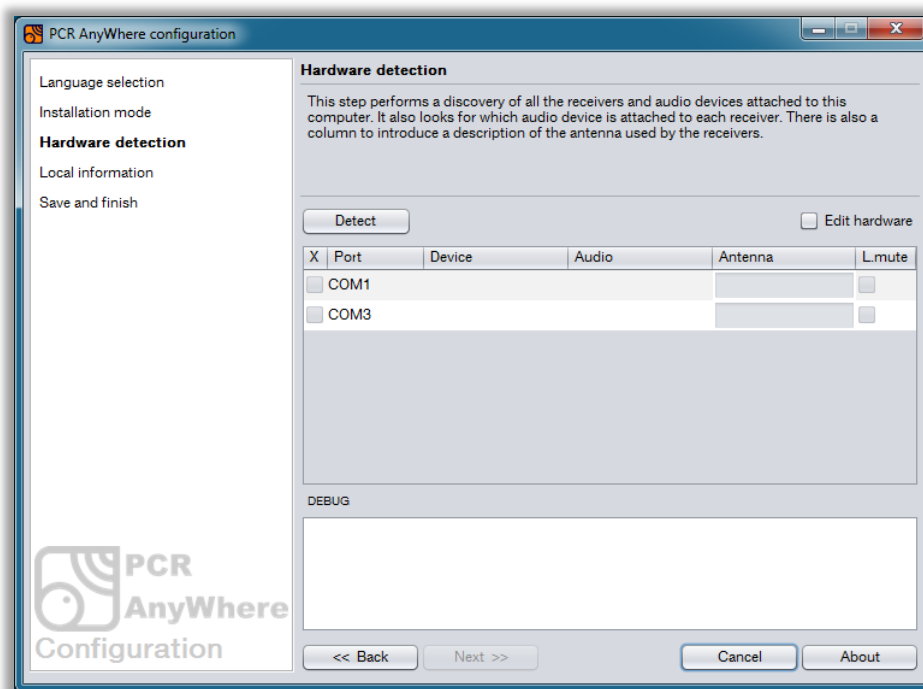 PCR AnyWhere configuration
Language selection
Installation mode
Hardware detection
Local information
Save and finish
Hardware detection
This step performs a discovery of all the receivers and audio devices attached to this
computer. It also looks for which audio device is attached to each receiver. There is also a
column to introduce a description of the antenna used by the receivers.
Detect
Edit hardware
X Port Device Audio Antenna L.mute
COM1
COM3
DEBUG
PCR
AnyWhere
Configuration
<< Back Next >> Cancel About